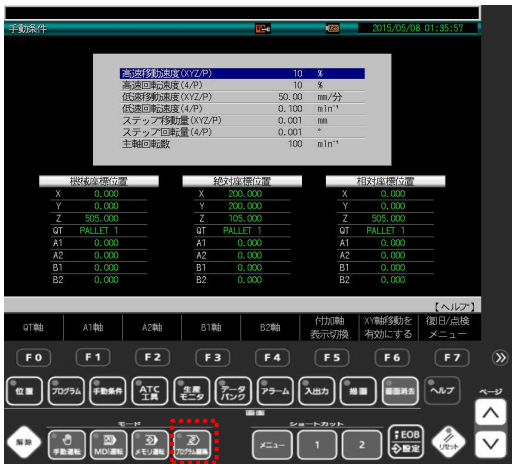 手動条件 2015/05/08 01:35:57
高速移動速度(XYZ/P) 10 %
高速回転速度(4/P) 10 %
低速移動速度(XYZ/P) 50.00 mm/分
低速回転速度(4/P) 0.100 min⁻¹
ステップ移動量(XYZ/P) 0.001 mm
ステップ回転量(4/P) 0.001 °
主軸回転数 100 min⁻¹
機械座標位置 絶対座標位置 相対座標位置
X 0.000 X 200.000 X 0.000
Y 0.000 Y 200.000 Y 0.000
Z 505.000 Z 105.000 Z 505.000
QT PALLET 1 QT PALLET 1 QT PALLET 1
A1 0.000 A1 0.000 A1 0.000
A2 0.000 A2 0.000 A2 0.000
B1 0.000 B1 0.000 B1 0.000
B2 0.000 B2 0.000 B2 0.000
【ヘルプ】
QT軸 A1軸 A2軸 B1軸 B2軸 付加軸 XY軸移動を 復旧/点検
表示切換 有効にする メニュー
F0 F1 F2 F3 F4 F5 F6 F7
位置 プログラム 手動条件 ATC 工具 生産 モニタ データ バンク アラーム 入出力 描画 画面消去 ヘルプ ページ
モード ショートカット
解除 手動運転 MDI運転 メモリ運転 プログラム編集 メニュー 1 2 ;EOB 設定 リセット